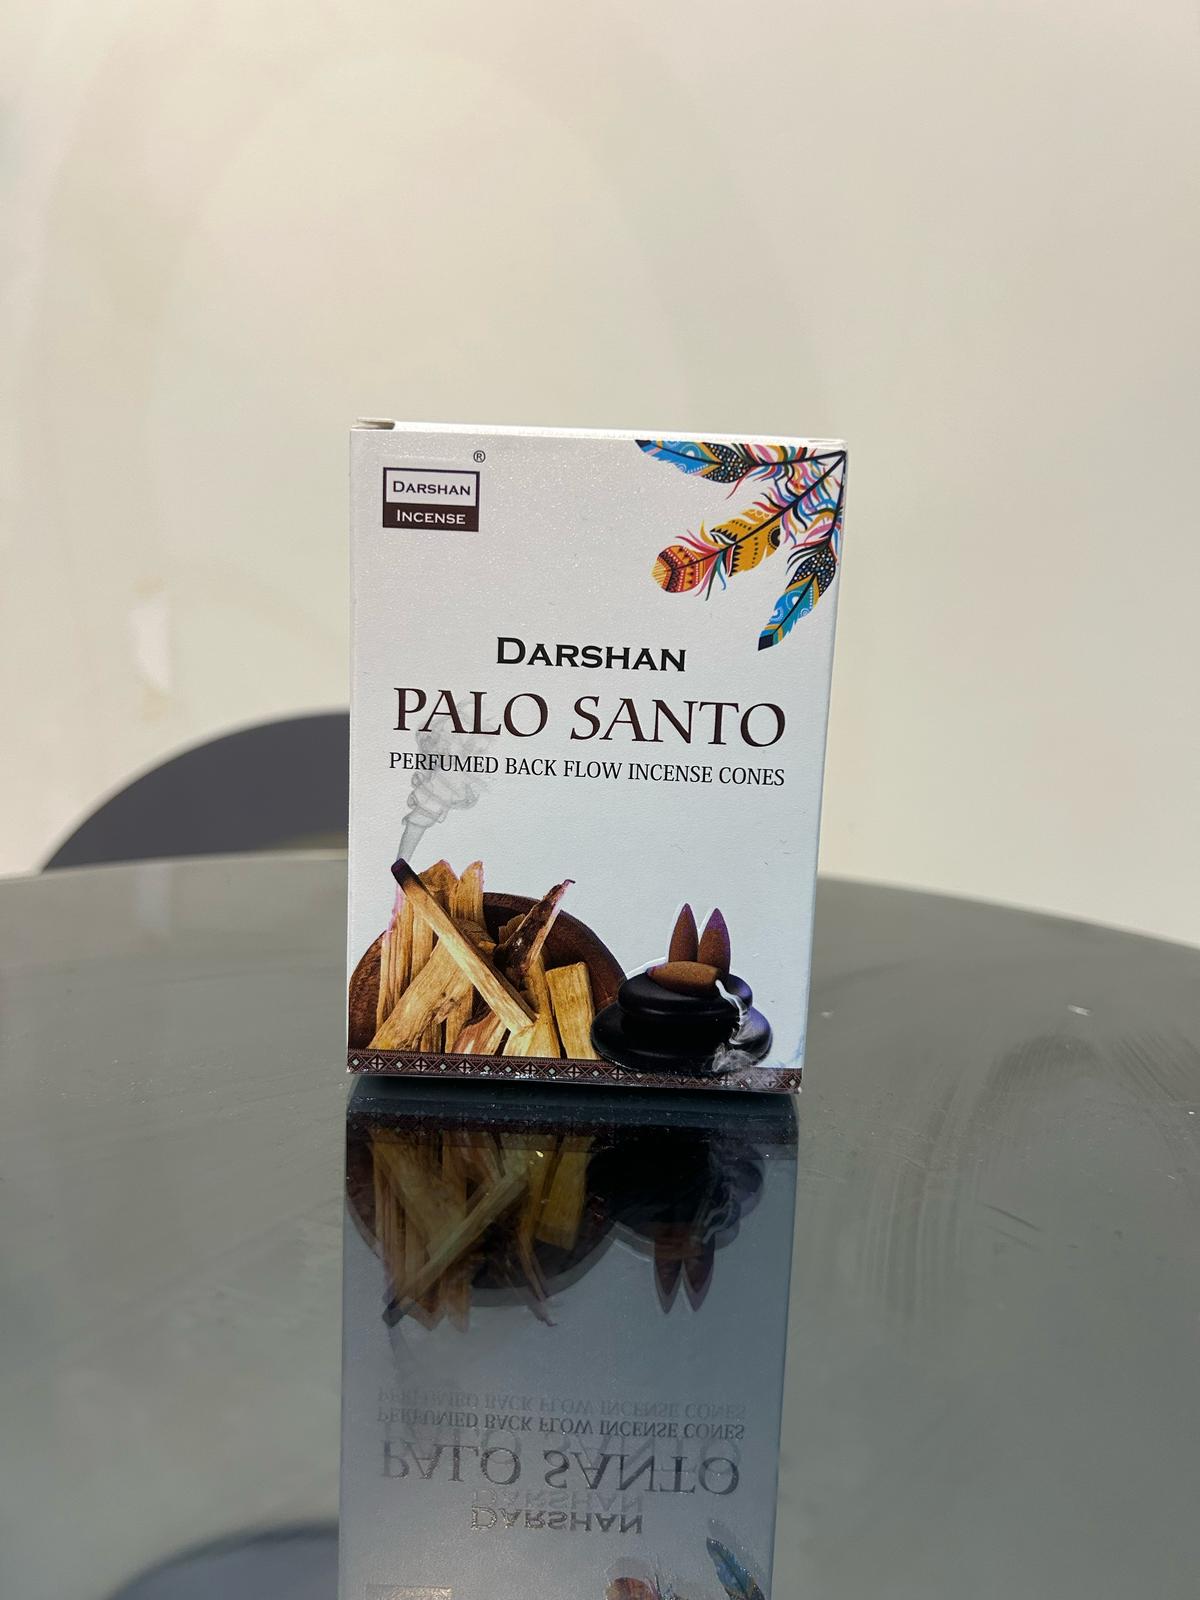 ®
DARSHAN
INCENSE
DARSHAN
PALO SANTO
PERFUMED BACK FLOW INCENSE CONES